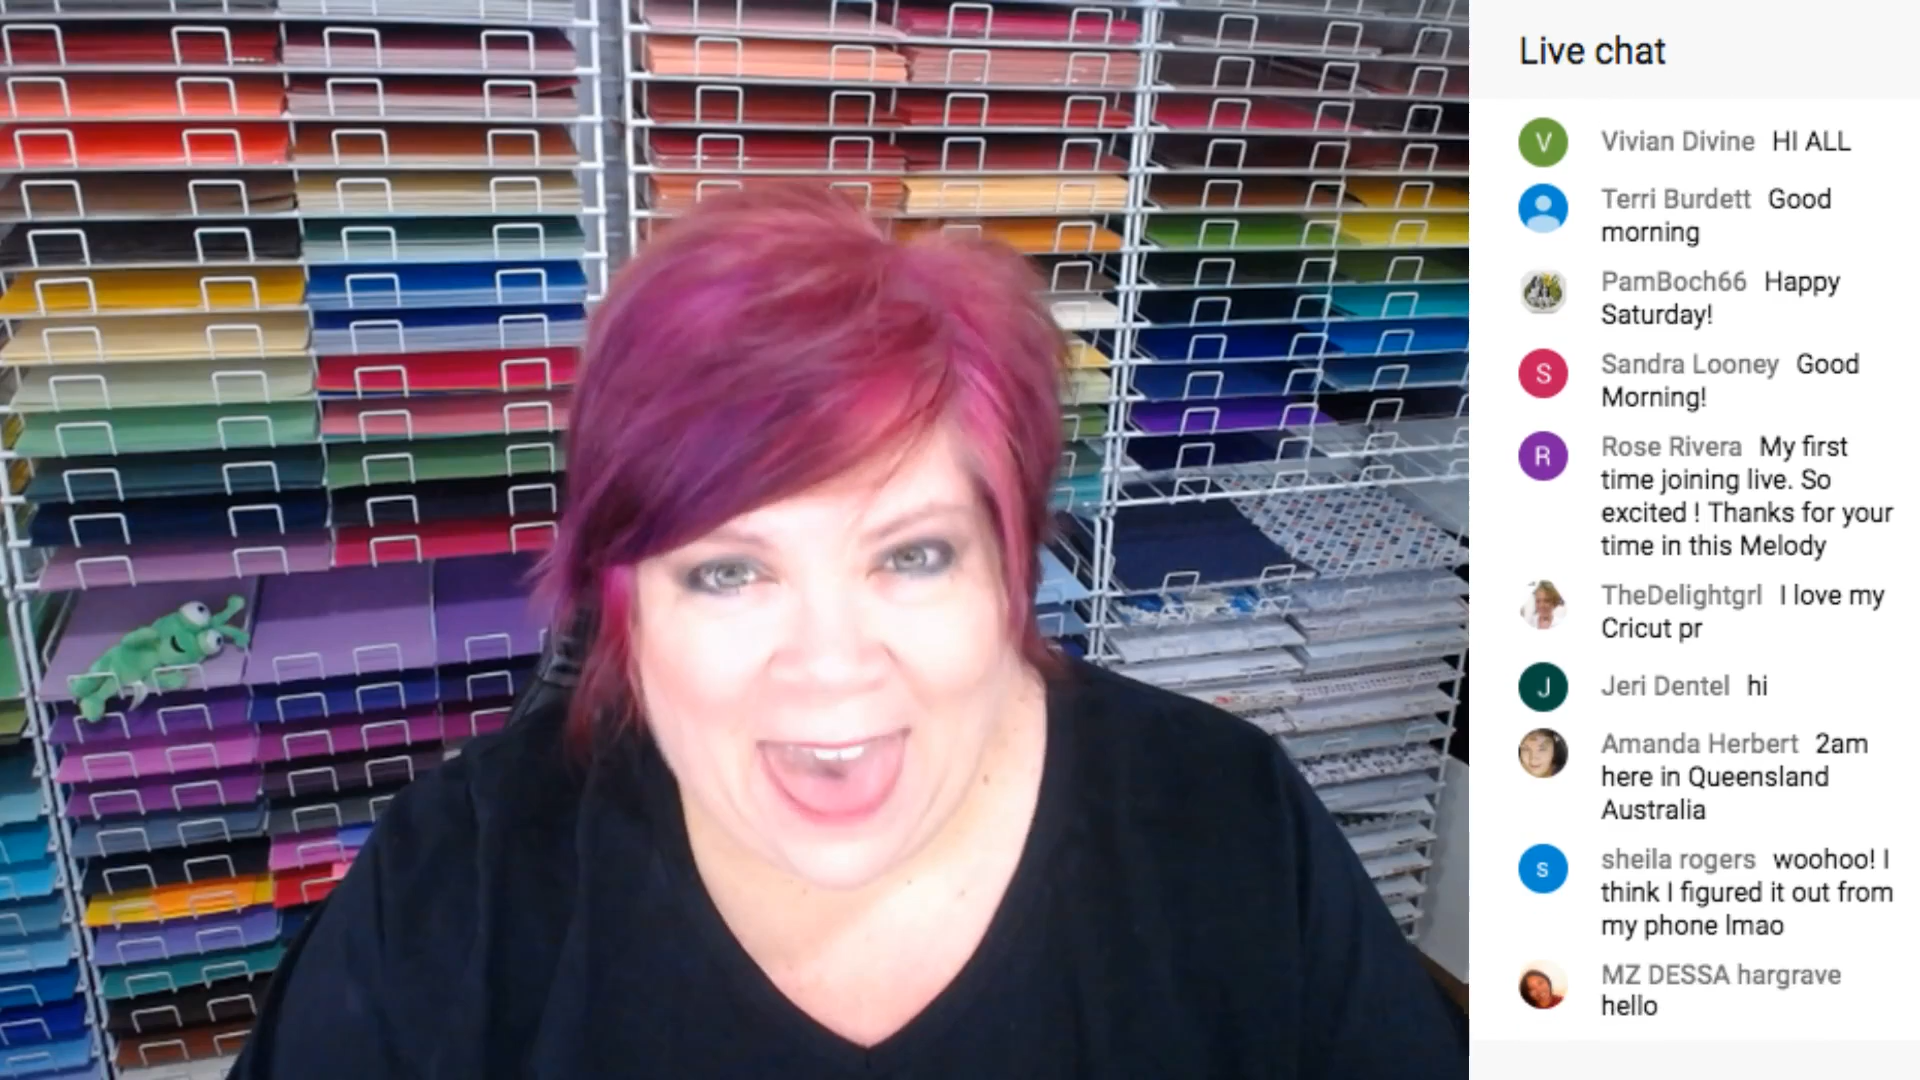 Live chat
V Vivian Divine HI ALL
Terri Burdett Good
morning
PamBoch66 Happy
Saturday!
S Sandra Looney Good
Morning!
R Rose Rivera My first
time joining live. So
excited ! Thanks for your
time in this Melody
TheDelightgrl I love my
Cricut pr
J Jeri Dentel hi
Amanda Herbert 2am
here in Queensland
Australia
s sheila rogers woohoo! I
think I figured it out from
my phone lmao
MZ DESSA hargrave
hello